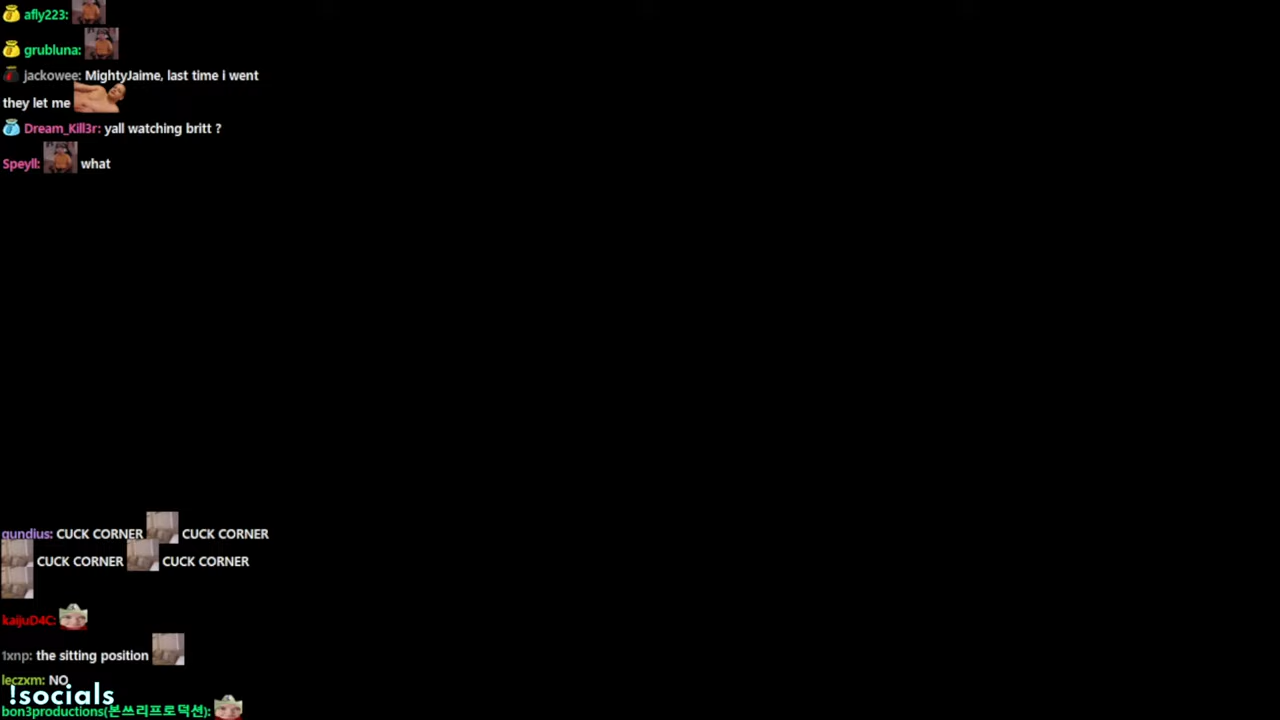 afly223:
grubluna:
jackowee: MightyJaime, last time i went
they let me
Dream_Kill3r: yall watching britt ?
Speyll: what
gundius: CUCK CORNER CUCK CORNER
CUCK CORNER CUCK CORNER
kaijuD4C:
1xnp: the sitting position
leczxm: NO
!socials
bon3productions(본쓰리프로덕션):